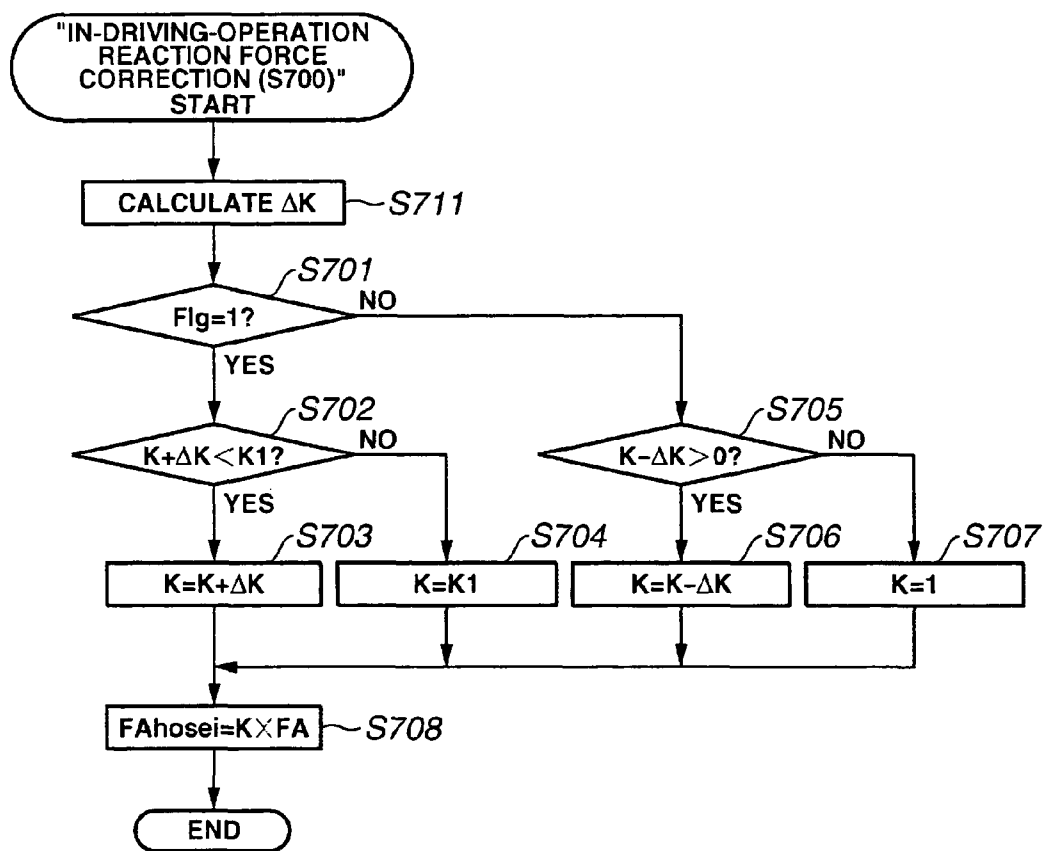 "IN-DRIVING-OPERATION
REACTION FORCE
CORRECTION (S700)"
START
CALCULATE ΔK
S711
S701
Flg=1?
NO
YES
S702
K+ΔK<K1?
NO
YES
S705
K−ΔK>0?
NO
YES
S703
K=K+ΔK
S704
K=K1
S706
K=K−ΔK
S707
K=1
FAhosei=K×FA
S708
END